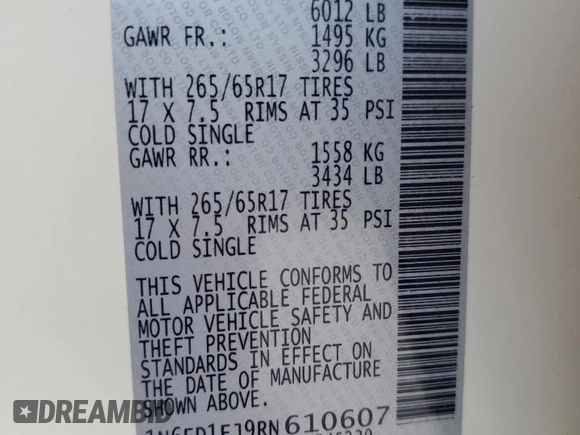 6012 LB
GAWR FR.: 1495 KG
3296 LB
WITH 265/65R17 TIRES
17 X 7.5 RIMS AT 35 PSI
COLD SINGLE
GAWR RR.: 1558 KG
3434 LB
WITH 265/65R17 TIRES
17 X 7.5 RIMS AT 35 PSI
COLD SINGLE
THIS VEHICLE CONFORMS TO
ALL APPLICABLE FEDERAL
MOTOR VEHICLE SAFETY AND
THEFT PREVENTION
STANDARDS IN EFFECT ON
THE DATE OF MANUFACTURE
SHOWN ABOVE.
1N6ED1EJ9RN610607
AUTOBIDCAR